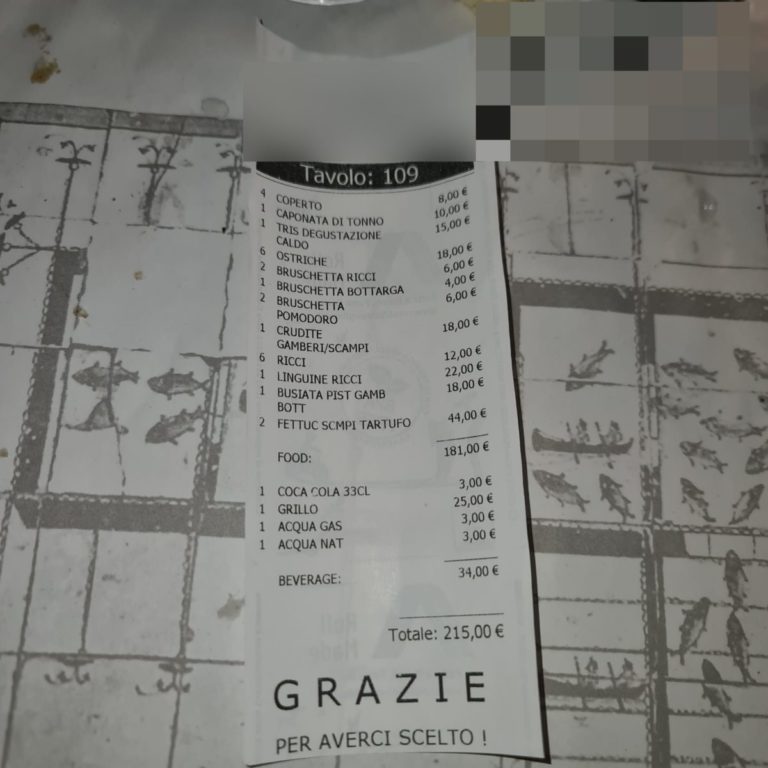 Tavolo: 109
4 COPERTO 8,00 €
1 CAPONATA DI TONNO 10,00 €
1 TRIS DEGUSTAZIONE 15,00 €
CALDO
6 OSTRICHE 18,00 €
2 BRUSCHETTA RICCI 6,00 €
1 BRUSCHETTA BOTTARGA 4,00 €
2 BRUSCHETTA 6,00 €
POMODORO
1 CRUDITE 18,00 €
GAMBERI/SCAMPI
6 RICCI 12,00 €
1 LINGUINE RICCI 22,00 €
1 BUSIATA PIST GAMB 18,00 €
BOTT
2 FETTUC SCMPI TARTUFO 44,00 €
FOOD: 181,00 €
1 COCA COLA 33CL 3,00 €
1 GRILLO 25,00 €
1 ACQUA GAS 3,00 €
1 ACQUA NAT 3,00 €
BEVERAGE: 34,00 €
Totale: 215,00 €
GRAZIE
PER AVERCI SCELTO !